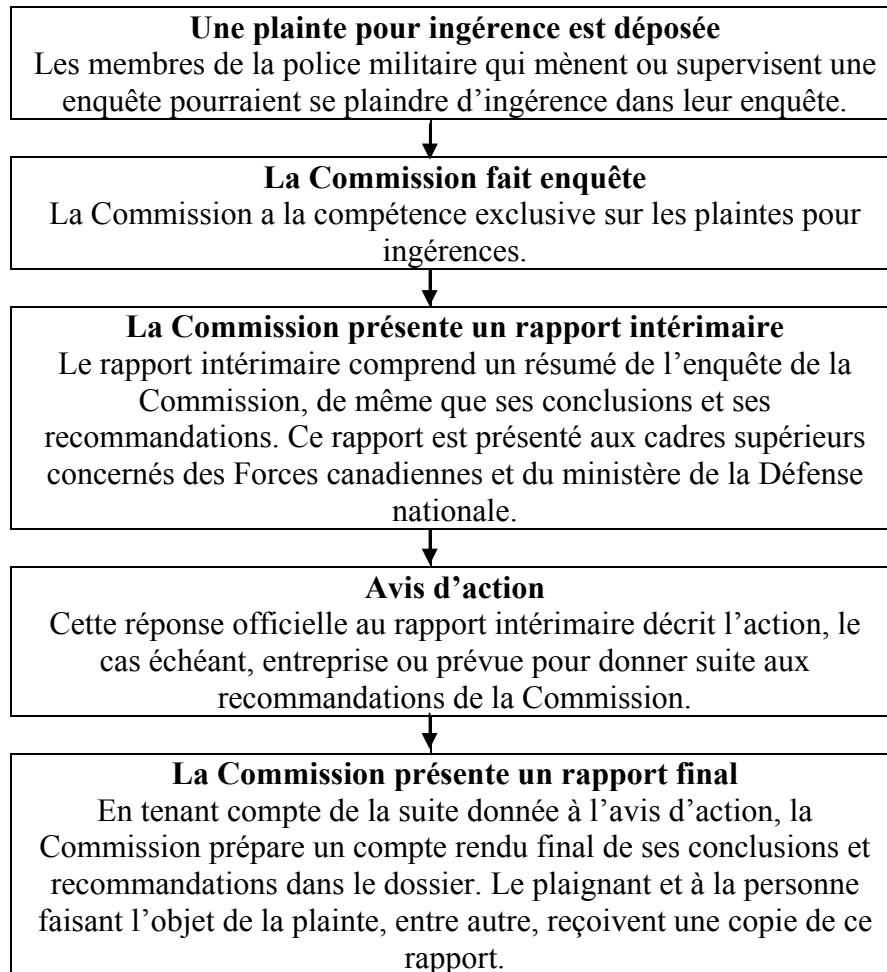 Une plainte pour ingérence est déposée
Les membres de la police militaire qui mènent ou supervisent une
enquête pourraient se plaindre d’ingérence dans leur enquête.
La Commission fait enquête
La Commission a la compétence exclusive sur les plaintes pour
ingérences.
La Commission présente un rapport intérimaire
Le rapport intérimaire comprend un résumé de l’enquête de la
Commission, de même que ses conclusions et ses
recommandations. Ce rapport est présenté aux cadres supérieurs
concernés des Forces canadiennes et du ministère de la Défense
nationale.
Avis d’action
Cette réponse officielle au rapport intérimaire décrit l’action, le
cas échéant, entreprise ou prévue pour donner suite aux
recommandations de la Commission.
La Commission présente un rapport final
En tenant compte de la suite donnée à l’avis d’action, la
Commission prépare un compte rendu final de ses conclusions et
recommandations dans le dossier. Le plaignant et à la personne
faisant l’objet de la plainte, entre autre, reçoivent une copie de ce
rapport.